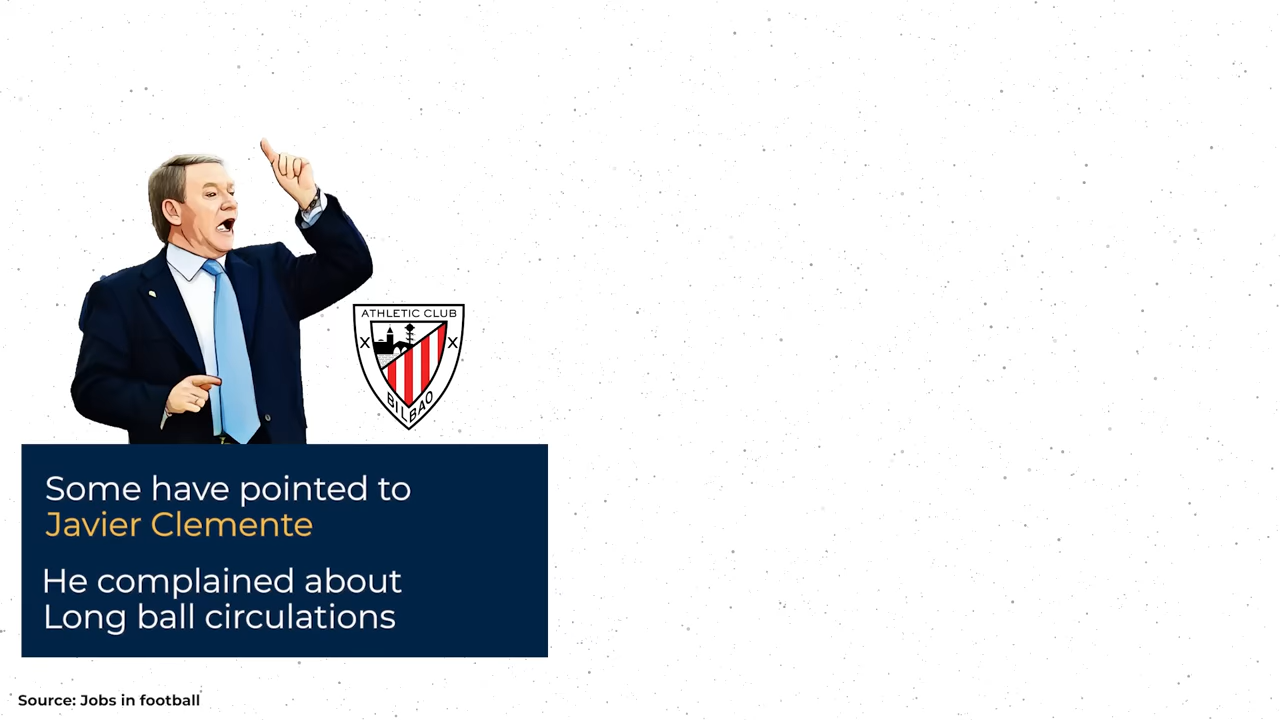 ATHLETIC CLUB
BILBAO
Some have pointed to
Javier Clemente
He complained about
Long ball circulations
Source: Jobs in football